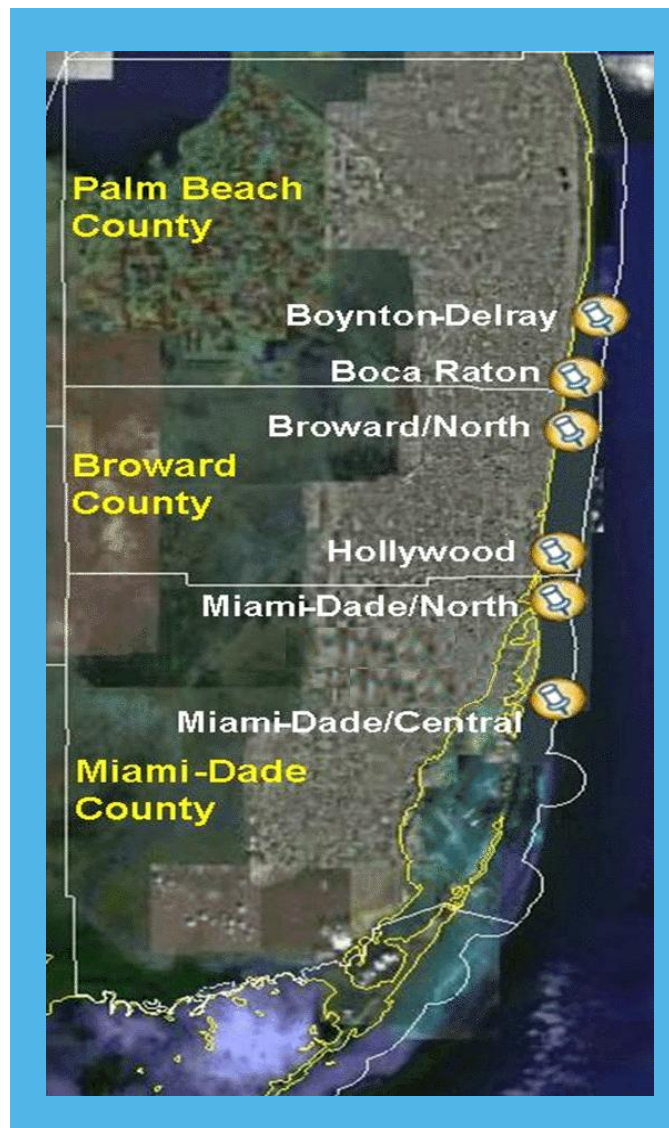 Palm Beach
County
Boynton-Delray
Boca Raton
Broward/North
Broward
County
Hollywood
Miami-Dade/North
Miami-Dade/Central
Miami-Dade
County